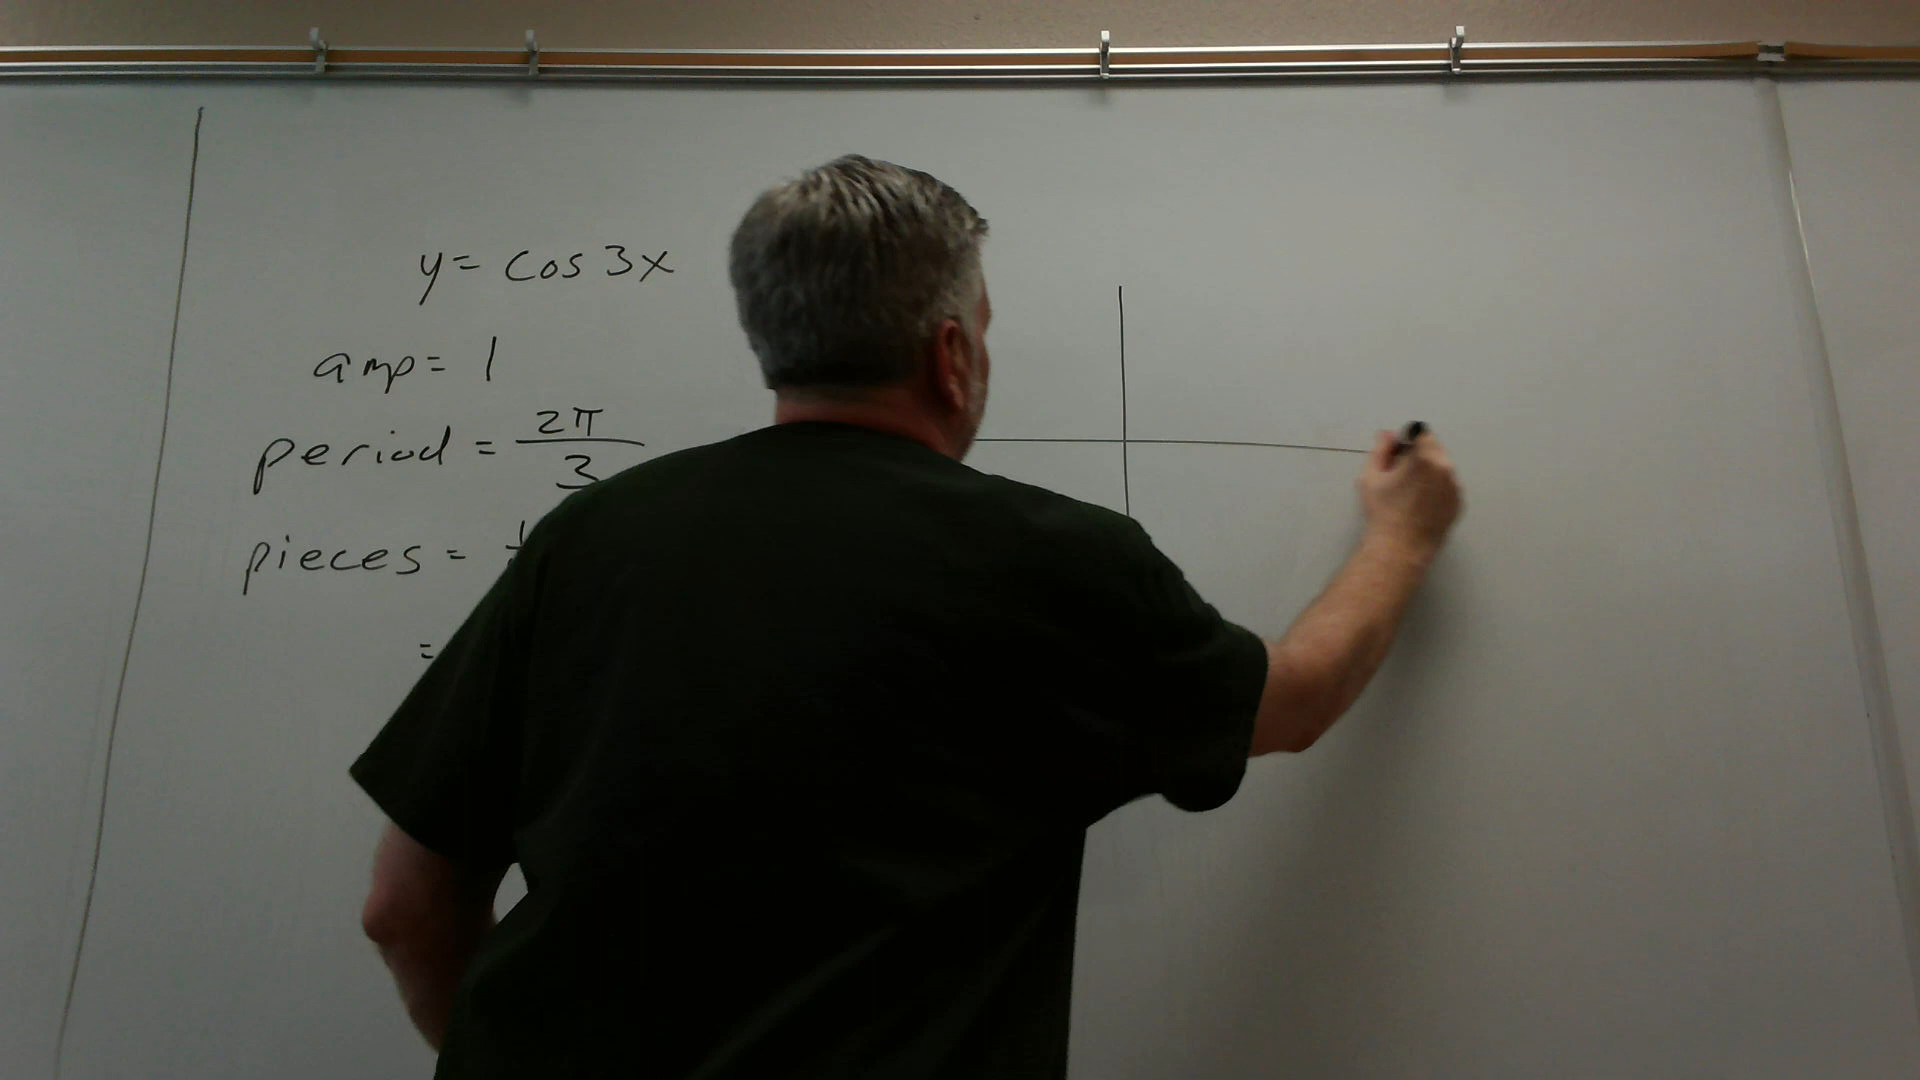 y = cos 3x
amp = 1
period = 2π/3
pieces =
=